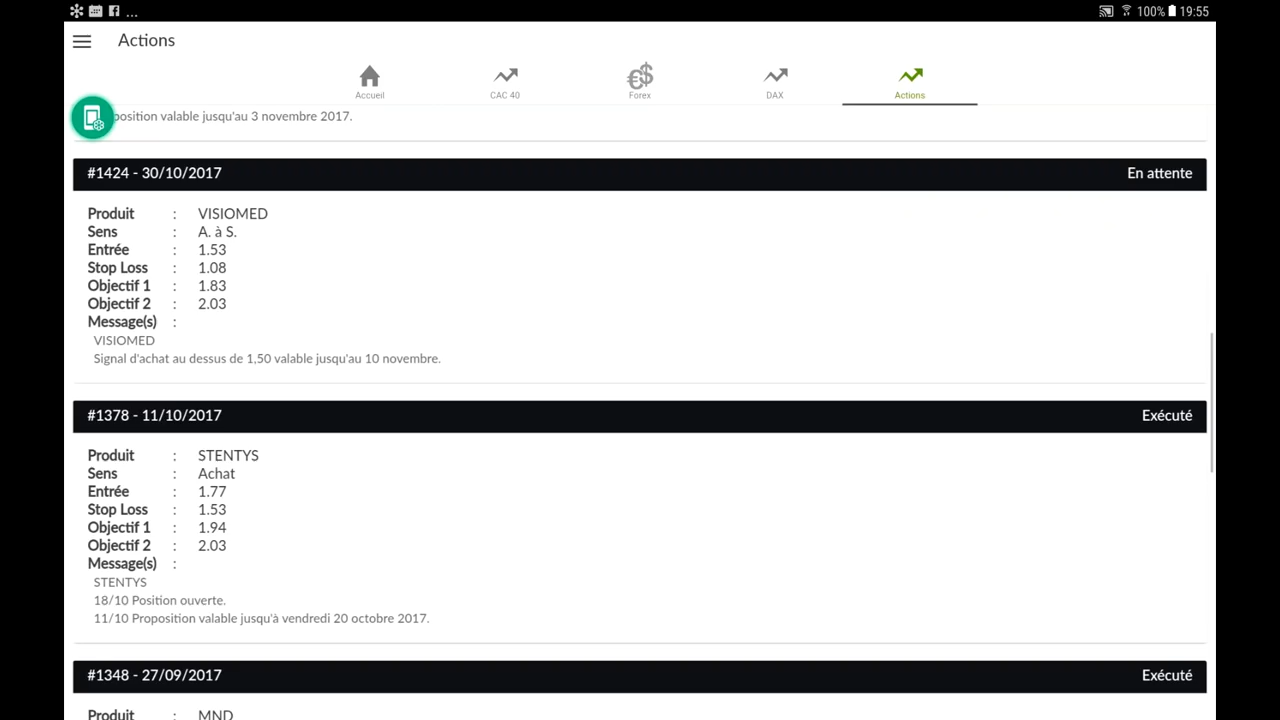 ... 100% 19:55
Actions
Accueil CAC 40 Forex DAX Actions
position valable jusqu'au 3 novembre 2017.
#1424 - 30/10/2017 En attente
Produit : VISIOMED
Sens : A. à S.
Entrée : 1.53
Stop Loss : 1.08
Objectif 1 : 1.83
Objectif 2 : 2.03
Message(s) :
VISIOMED
Signal d'achat au dessus de 1,50 valable jusqu'au 10 novembre.
#1378 - 11/10/2017 Exécuté
Produit : STENTYS
Sens : Achat
Entrée : 1.77
Stop Loss : 1.53
Objectif 1 : 1.94
Objectif 2 : 2.03
Message(s) :
STENTYS
18/10 Position ouverte.
11/10 Proposition valable jusqu'à vendredi 20 octobre 2017.
#1348 - 27/09/2017 Exécuté
Produit : MND